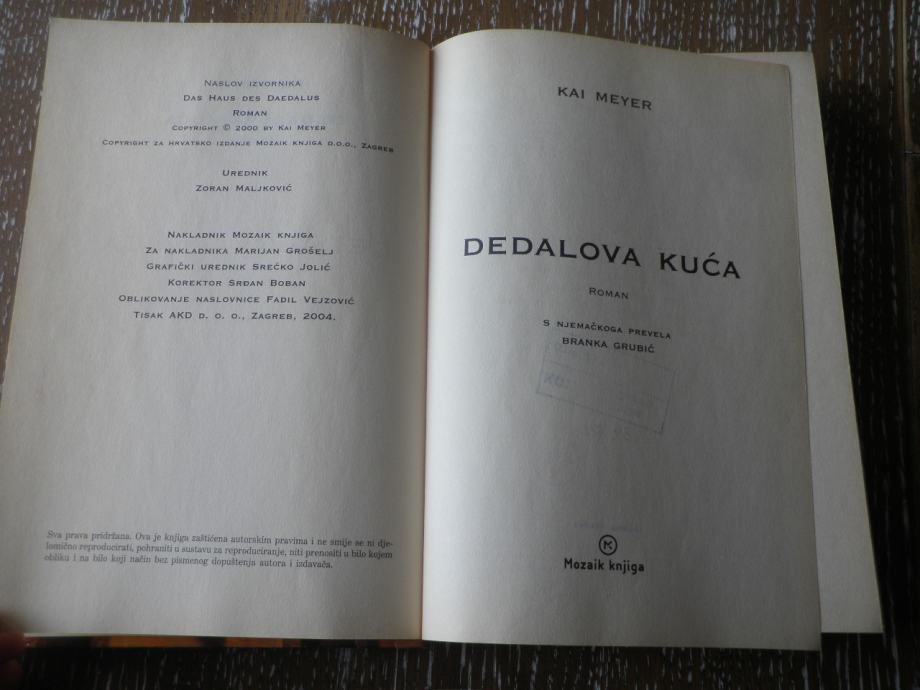 Naslov izvornika
Das Haus des Daedalus
Roman
Copyright © 2000 by Kai Meyer
Copyright za hrvatsko izdanje Mozaik knjiga d.o.o., Zagreb
Urednik
Zoran Maljković
Nakladnik Mozaik knjiga
Za nakladnika Marijan Grošelj
Grafički urednik Srećko Jolić
Korektor Srđan Boban
Oblikovanje naslovnice Fadil Vejzović
Tisak AKD d. o. o., Zagreb, 2004.
Sva prava pridržana. Ova je knjiga zaštićena autorskim pravima i ne smije se ni dje-
lomično reproducirati, pohraniti u sustavu za reproduciranje, niti prenositi u bilo kojem
obliku i na bilo koji način bez pismenog dopuštenja autora i izdavača.
KAI MEYER
DEDALOVA KUĆA
Roman
S NJEMAČKOGA PREVELA
BRANKA GRUBIĆ
Mozaik knjiga